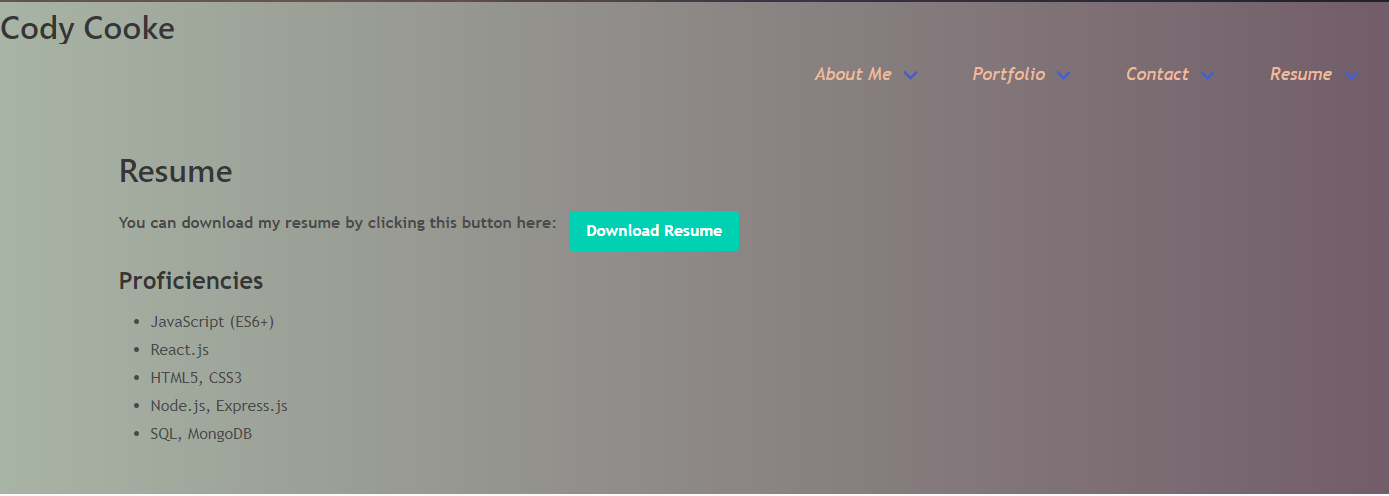 Cody Cooke
About Me Portfolio Contact Resume
Resume
You can download my resume by clicking this button here: Download Resume
Proficiencies
• JavaScript (ES6+)
• React.js
• HTML5, CSS3
• Node.js, Express.js
• SQL, MongoDB